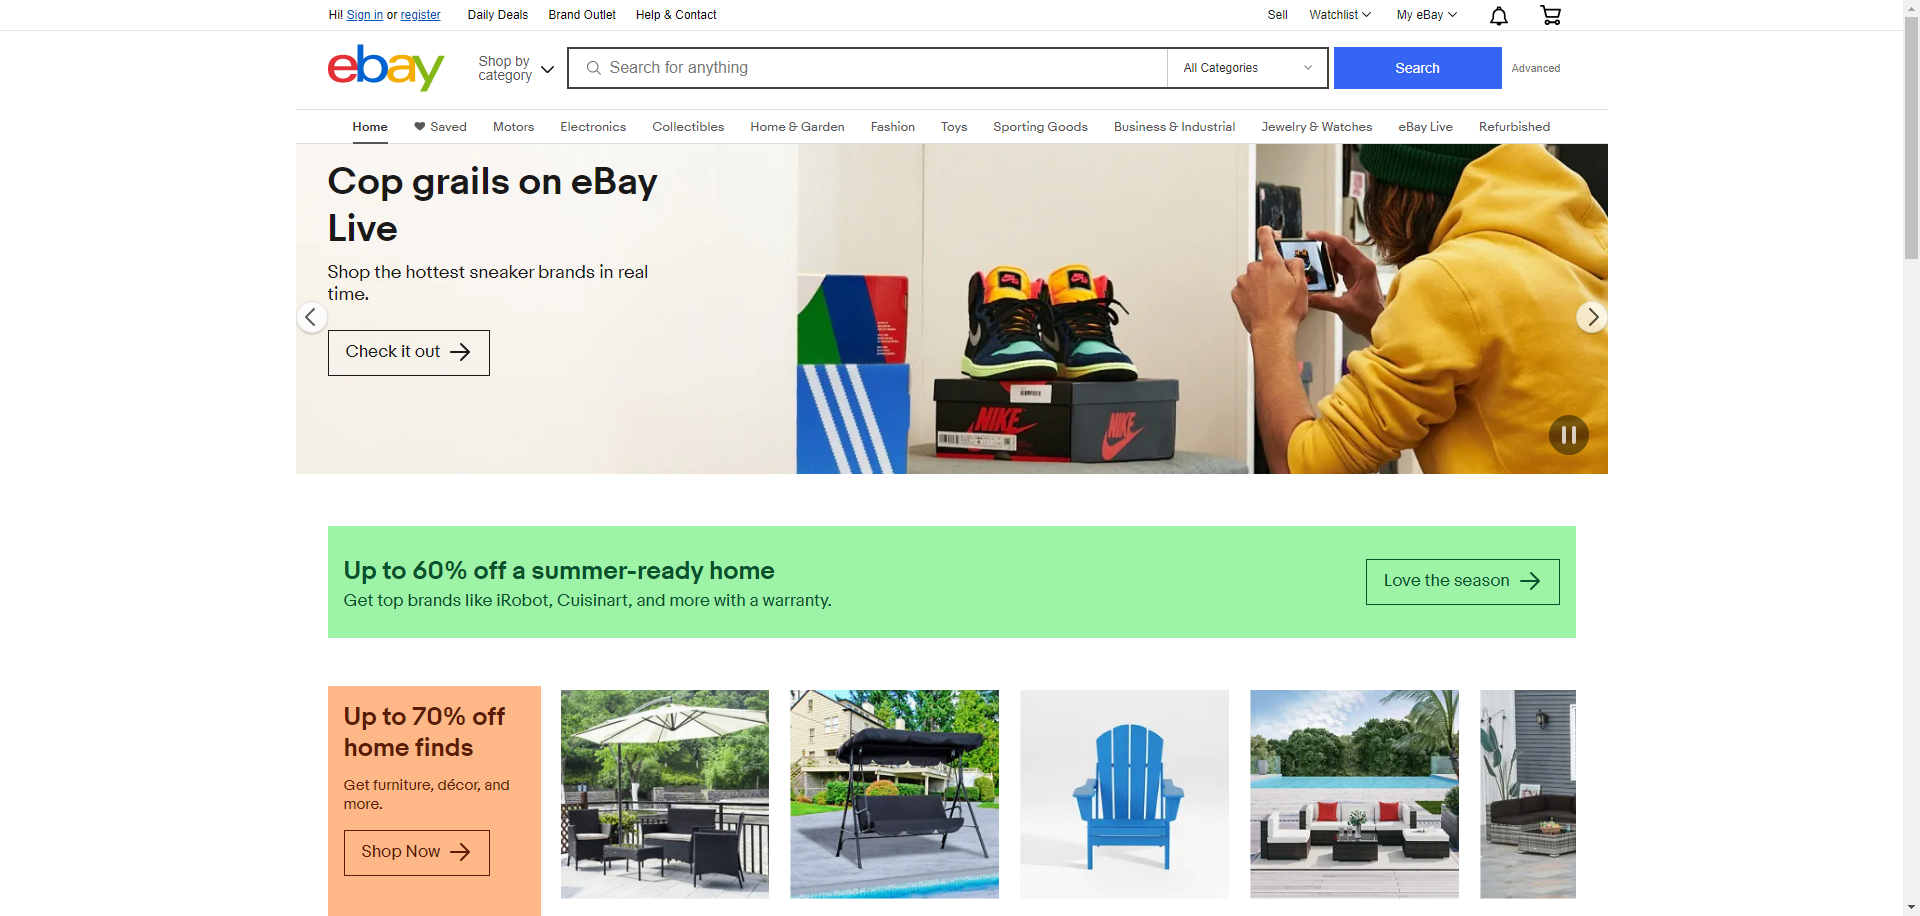 Hi! Sign in or register
Daily Deals
Brand Outlet
Help & Contact
Sell
Watchlist
My eBay
ebay
Shop by
category
Search for anything
All Categories
Search
Advanced
Home
Saved
Motors
Electronics
Collectibles
Home & Garden
Fashion
Toys
Sporting Goods
Business & Industrial
Jewelry & Watches
eBay Live
Refurbished
Cop grails on eBay
Live
Shop the hottest sneaker brands in real
time.
Check it out
NIKE
NIKE
Up to 60% off a summer-ready home
Get top brands like iRobot, Cuisinart, and more with a warranty.
Love the season
Up to 70% off
home finds
Get furniture, décor, and
more.
Shop Now